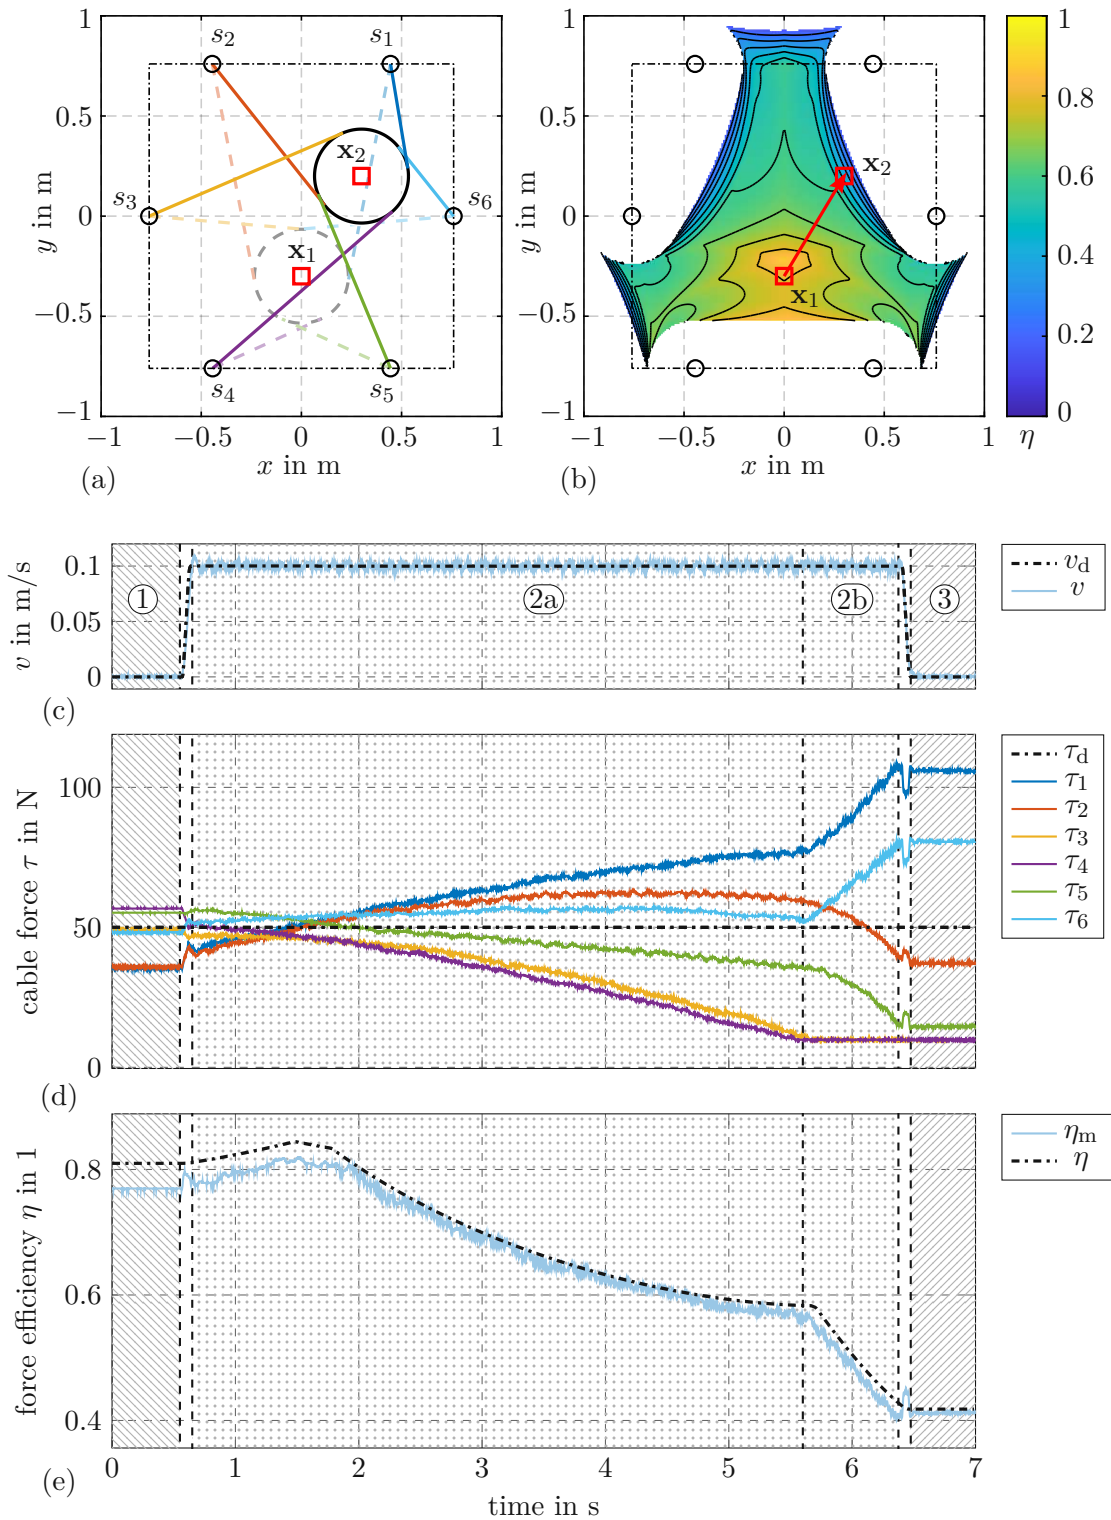 1
0.5
0
−0.5
−1
−1
−0.5
0
0.5
1
y in m
x in m
(a)
s₂
s₁
s₃
s₆
s₄
s₅
x₂
x₁
1
0.5
0
−0.5
−1
−1
−0.5
0
0.5
1
y in m
x in m
(b)
x₂
x₁
1
0.8
0.6
0.4
0.2
0
η
0.1
0.05
0
v in m/s
(c)
1
2a
2b
3
v_d
v
100
50
0
cable force τ in N
(d)
τ_d
τ₁
τ₂
τ₃
τ₄
τ₅
τ₆
0.8
0.6
0.4
force efficiency η in 1
(e)
η_m
η
0 1 2 3 4 5 6 7
time in s